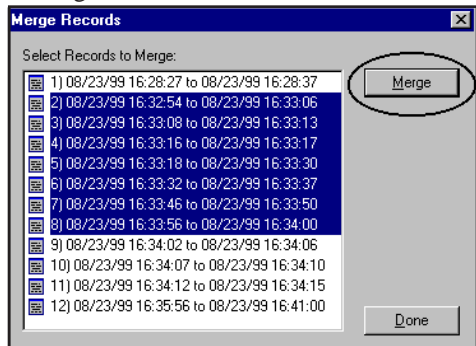 Merge Records
Select Records to Merge:
1) 08/23/99 16:28:27 to 08/23/99 16:28:37
Merge
2) 08/23/99 16:32:54 to 08/23/99 16:33:06
3) 08/23/99 16:33:08 to 08/23/99 16:33:13
4) 08/23/99 16:33:16 to 08/23/99 16:33:17
5) 08/23/99 16:33:18 to 08/23/99 16:33:30
6) 08/23/99 16:33:32 to 08/23/99 16:33:37
7) 08/23/99 16:33:46 to 08/23/99 16:33:50
8) 08/23/99 16:33:56 to 08/23/99 16:34:00
9) 08/23/99 16:34:02 to 08/23/99 16:34:06
10) 08/23/99 16:34:07 to 08/23/99 16:34:10
11) 08/23/99 16:34:12 to 08/23/99 16:34:15
12) 08/23/99 16:35:56 to 08/23/99 16:41:00
Done